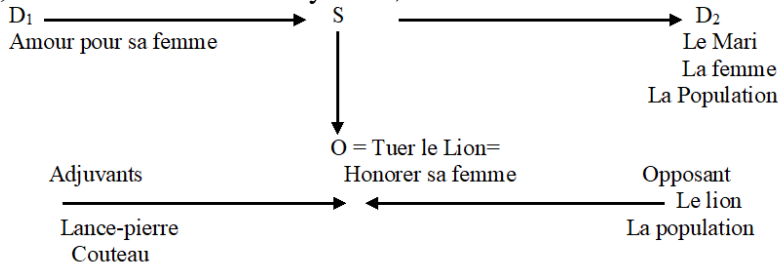 D1 S D2
Amour pour sa femme Le Mari
La femme
La Population
O = Tuer le Lion=
Adjuvants Honorer sa femme Opposant
Le lion
Lance-pierre La population
Couteau